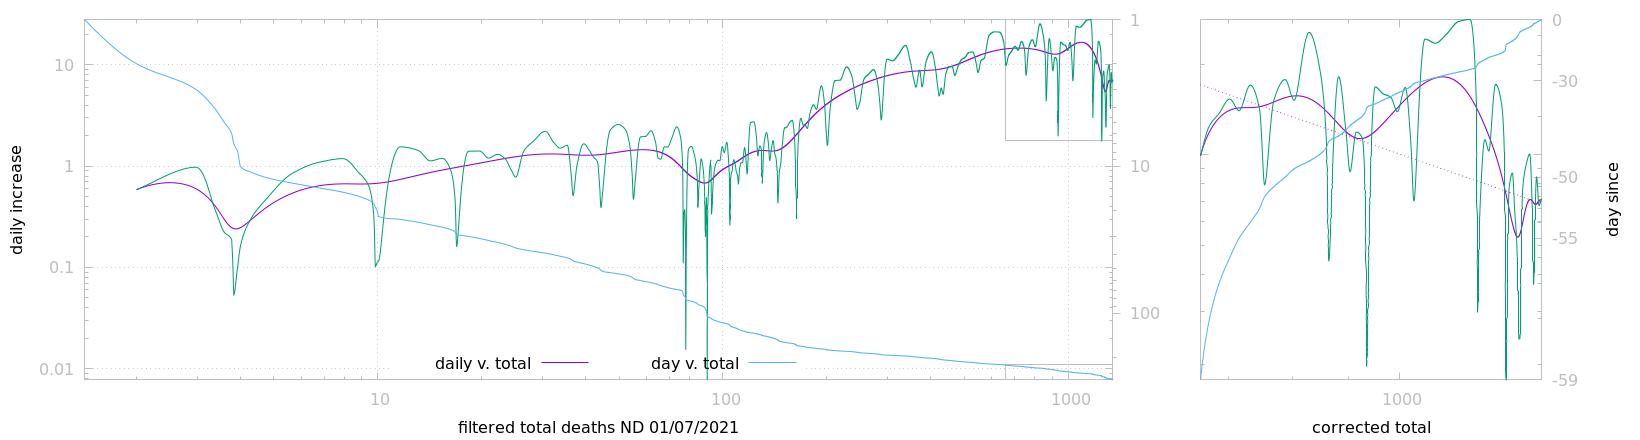 daily increase
10
1
0.1
0.01
1
10
100
daily v. total
day v. total
10
100
1000
filtered total deaths ND 01/07/2021
0
-30
-50
-55
-59
day since
1000
corrected total